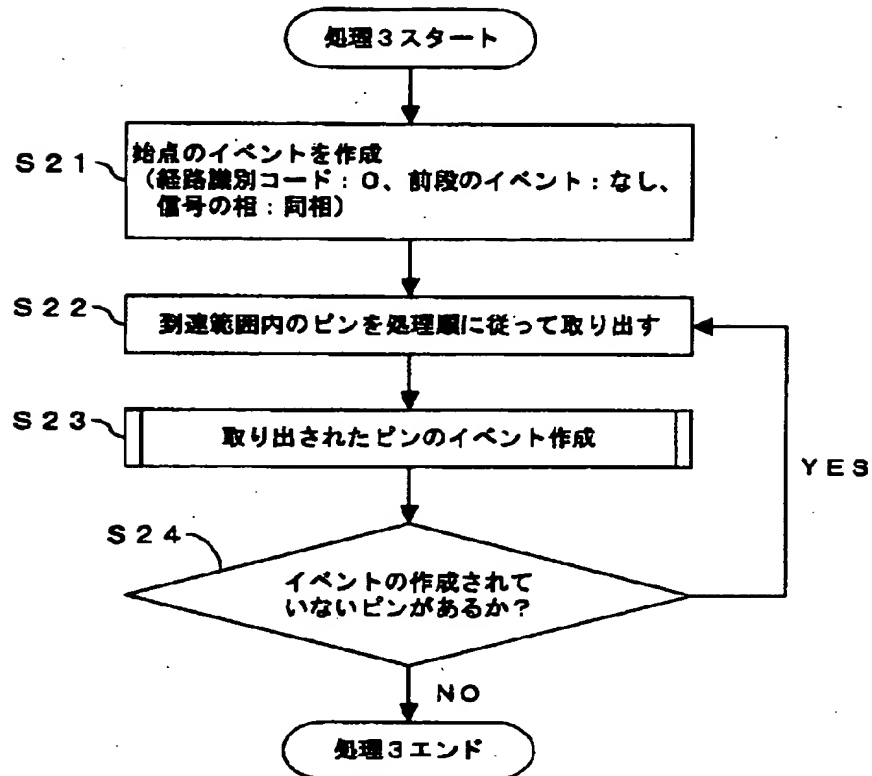 処理3スタート
S21
始点のイベントを作成
(経路識別コード:0、前段のイベント:なし、
信号の相:同相)
S22
到達範囲内のピンを処理順に従って取り出す
S23
取り出されたピンのイベント作成
YES
S24
イベントの作成されて
いないピンがあるか?
NO
処理3エンド